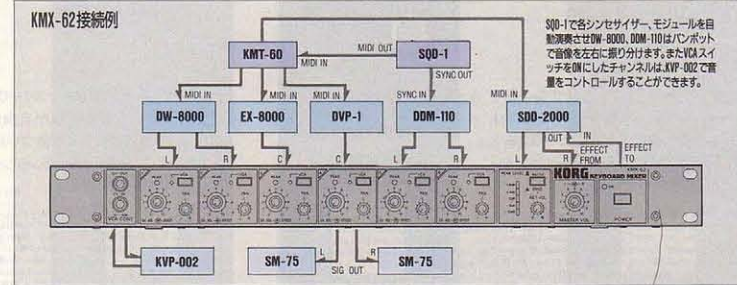 KMX-62接続例
SQD-1で各シンセサイザー、モジュールを自
動演奏させDW-8000、DDM-110はパンポット
で音像を左右に振り分けます。またVCAスイ
ッチをONにしたチャンネルは、KVP-002で音
量をコントロールすることができます。
KMT-60
MIDI OUT
MIDI IN
SQD-1
SYNC OUT
MIDI IN
MIDI IN
MIDI IN
SYNC IN
MIDI IN
DW-8000
EX-8000
DVP-1
DDM-110
SDD-2000
OUT
IN
L
R
C
C
L
R
L
R
EFFECT
FROM
EFFECT
TO
KORG
KEYBOARD MIXER
KMX-62
VCA CONT
MASTER VOL
POWER
KVP-002
SM-75
L
SIG OUT
R
SM-75